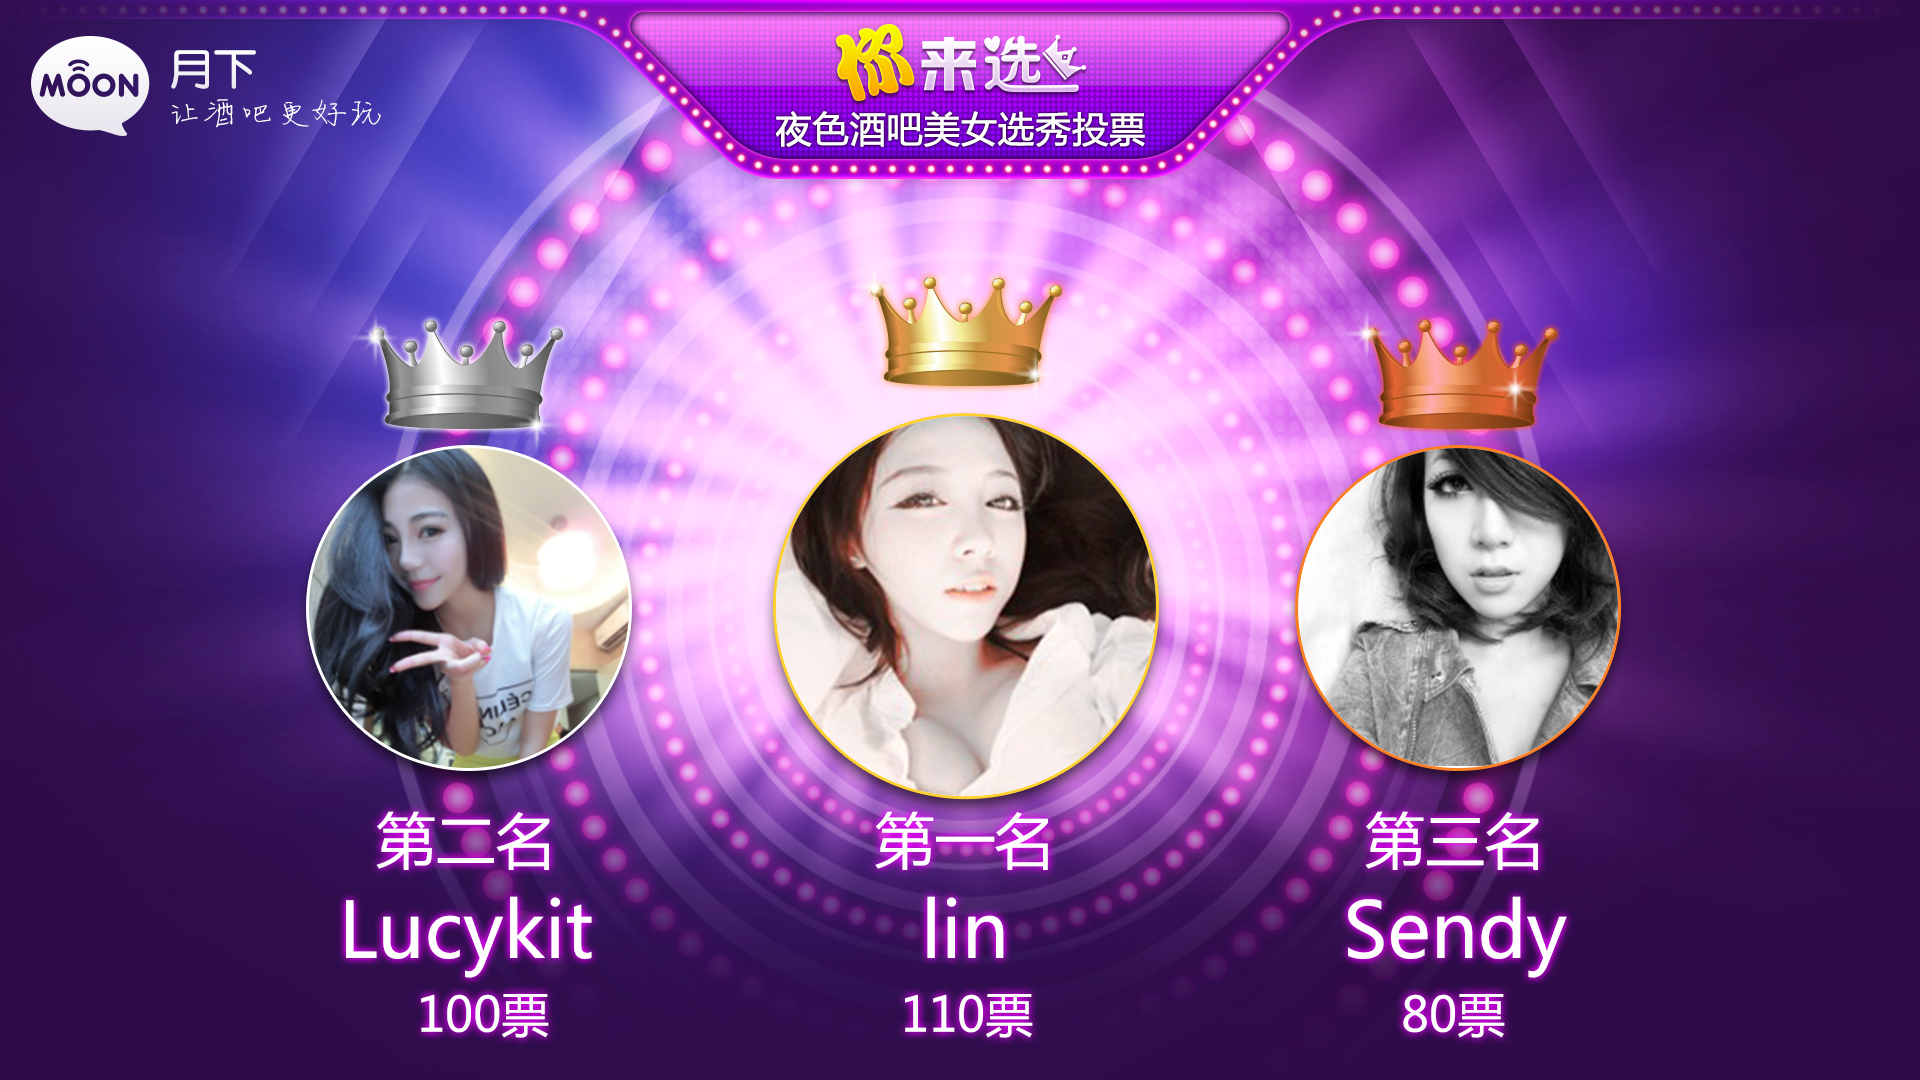 MOON
月下
让酒吧更好玩
你来选
夜色酒吧美女选秀投票
第二名
Lucykit
100票
第一名
lin
110票
第三名
Sendy
80票